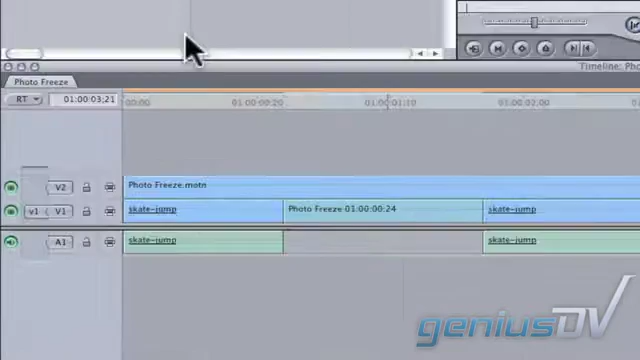 Timeline: Pho
Photo Freeze
RT 01:00:03;21 00:00 01:00:00:20 01:00:01:10 01:00:02:00
V2 Photo Freeze.motn
v1 V1 skate-jump Photo Freeze 01:00:00:24 skate-jump
A1 skate-jump skate-jump
geniusDV